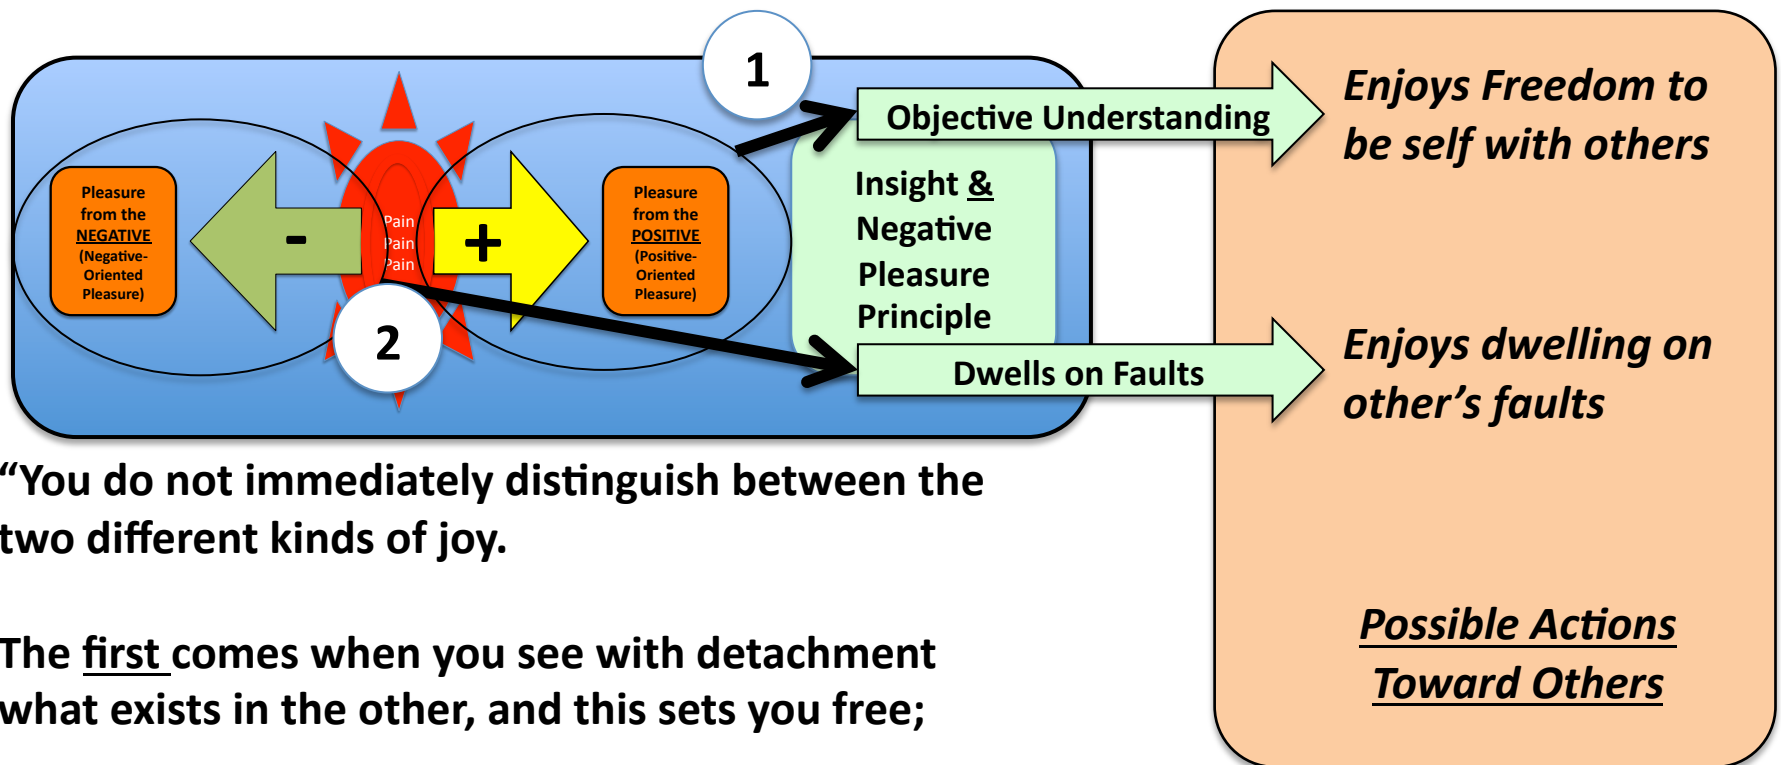 1
Objective Understanding
Enjoys Freedom to
be self with others
Pleasure
from the
NEGATIVE
(Negative-
Oriented
Pleasure)
-
Pain
Pain
Pain
+
Pleasure
from the
POSITIVE
(Positive-
Oriented
Pleasure)
Insight &
Negative
Pleasure
Principle
2
Dwells on Faults
Enjoys dwelling on
other’s faults
“You do not immediately distinguish between the
two different kinds of joy.
The first comes when you see with detachment
what exists in the other, and this sets you free;
Possible Actions
Toward Others